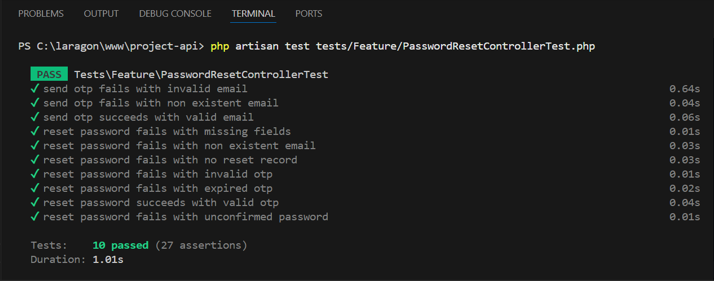 PROBLEMS OUTPUT DEBUG CONSOLE TERMINAL PORTS
PS C:\laragon\www\project-api> php artisan test tests/Feature/PasswordResetControllerTest.php
PASS Tests\Feature\PasswordResetControllerTest
✓ send otp fails with invalid email 0.64s
✓ send otp fails with non existent email 0.04s
✓ send otp succeeds with valid email 0.06s
✓ reset password fails with missing fields 0.01s
✓ reset password fails with non existent email 0.03s
✓ reset password fails with no reset record 0.03s
✓ reset password fails with invalid otp 0.01s
✓ reset password fails with expired otp 0.02s
✓ reset password succeeds with valid otp 0.04s
✓ reset password fails with unconfirmed password 0.01s
Tests: 10 passed (27 assertions)
Duration: 1.01s